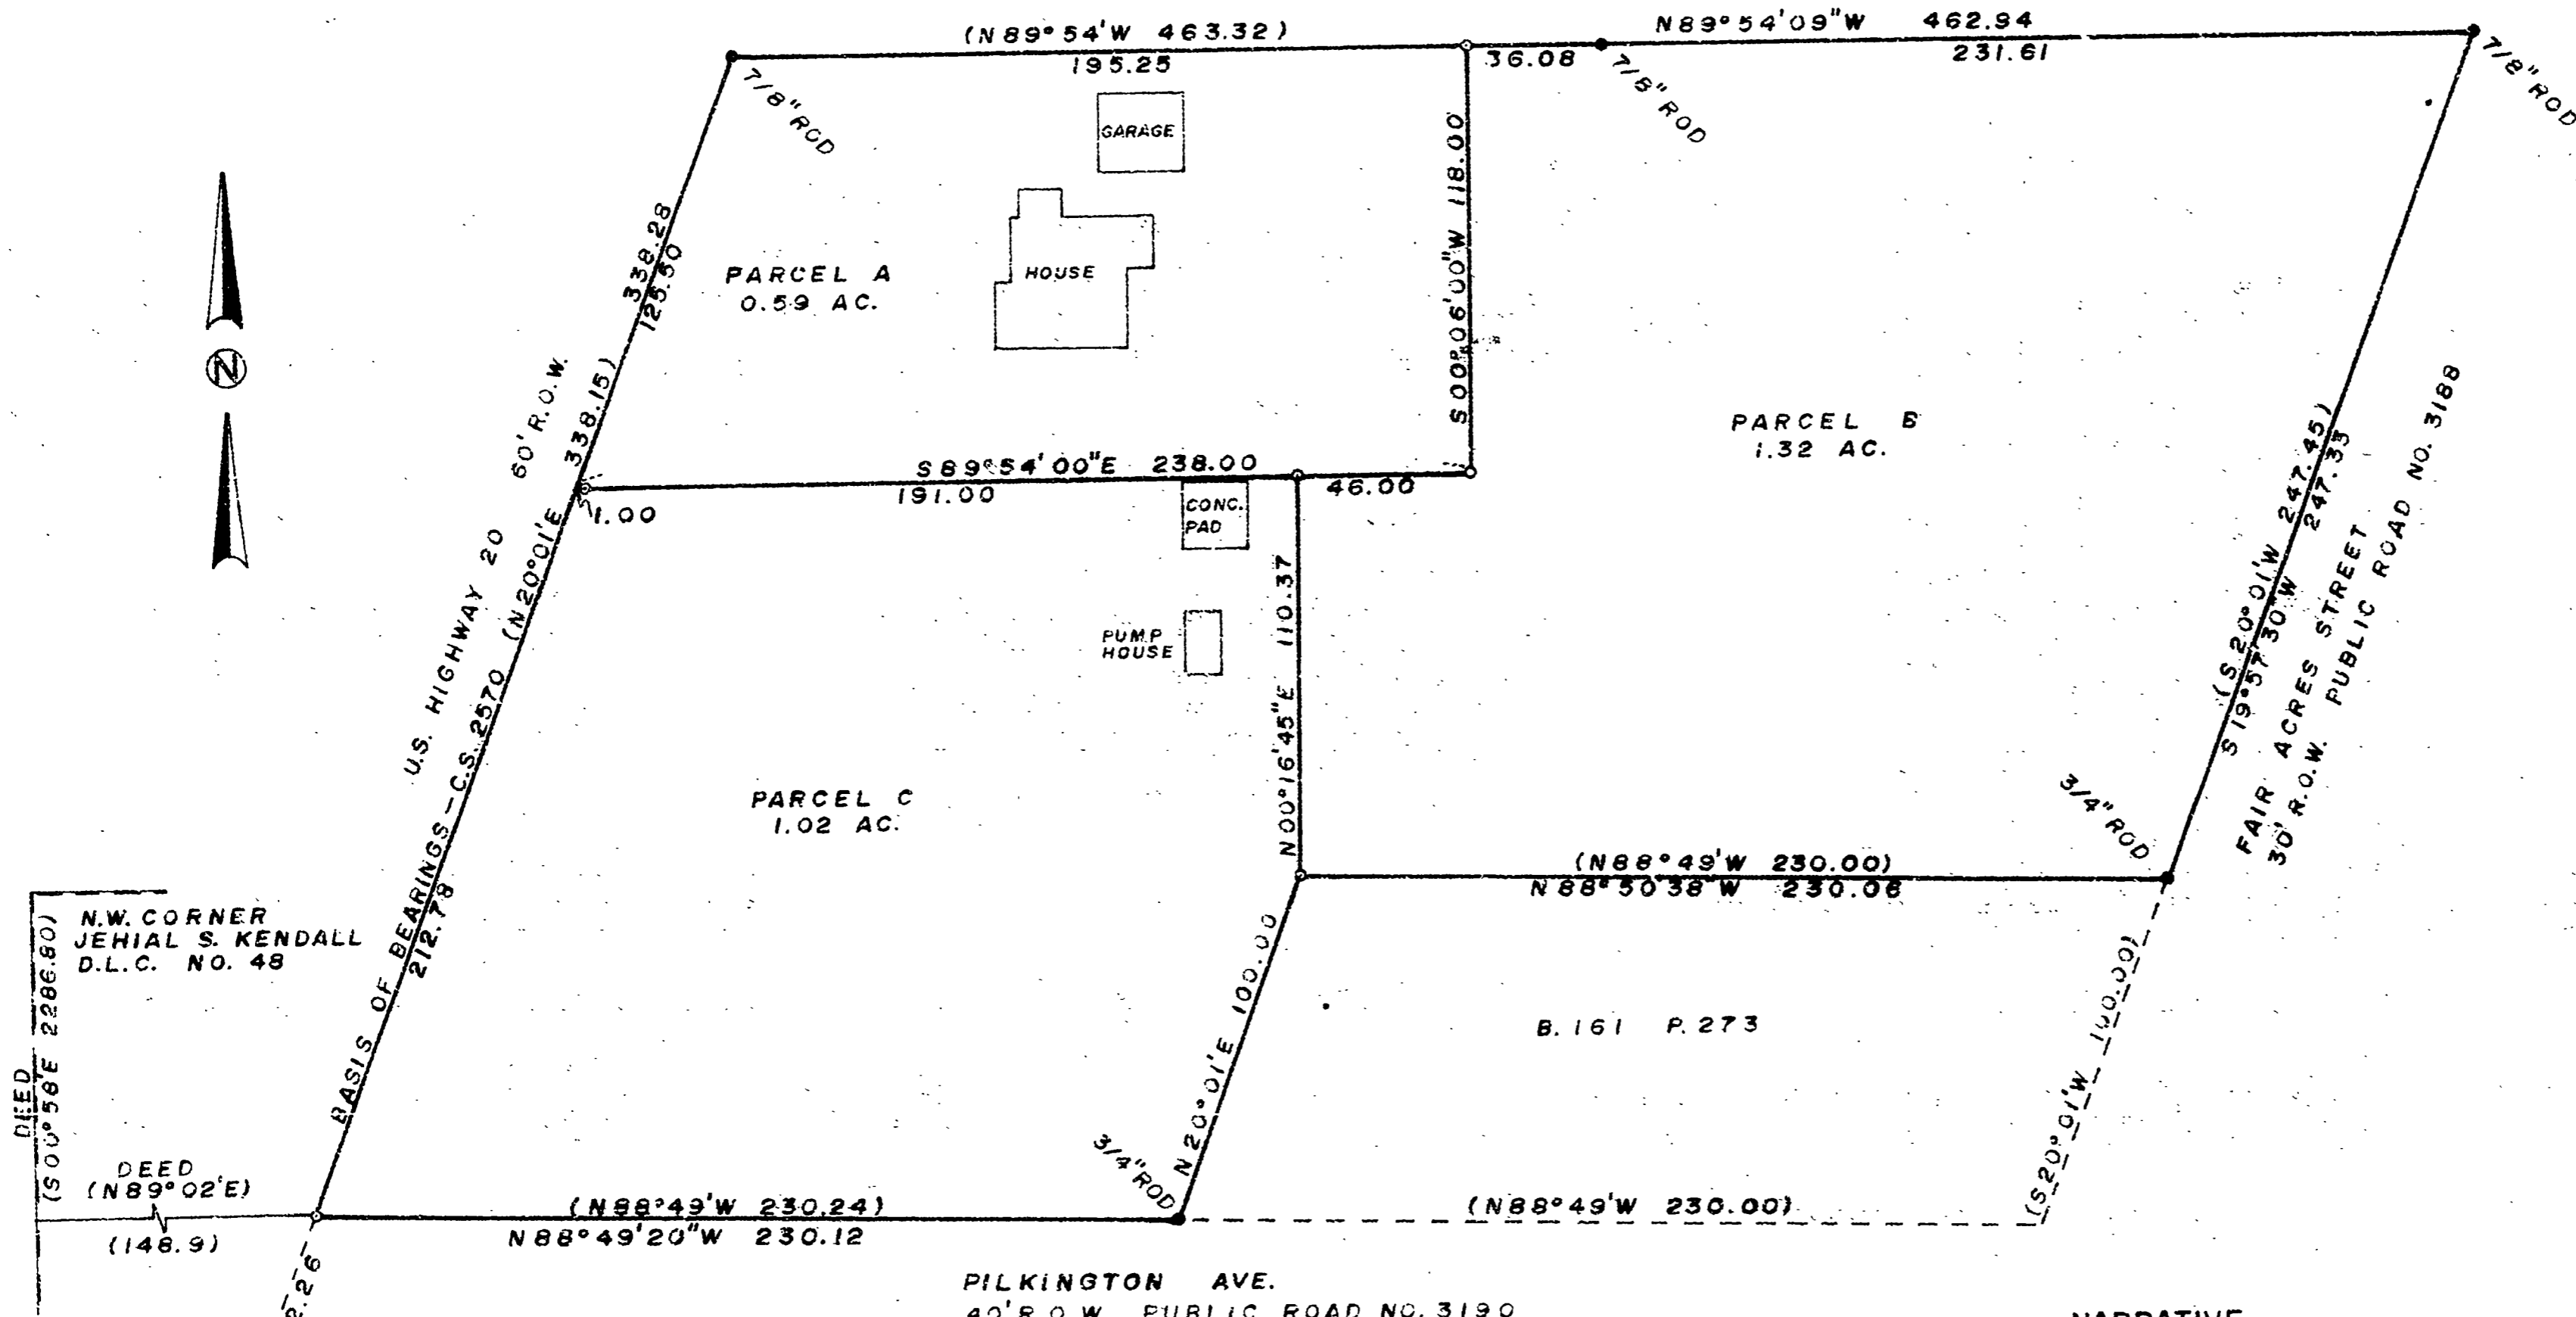 (N89°54'W 463.32)
195.25
36.08
N89°54'09"W 462.94
231.61
7/8" ROD
7/8" ROD
7/8" ROD
GARAGE
HOUSE
PARCEL A
0.59 AC.
S00°06'00"W 118.00
338.28
125.50
PARCEL B
1.32 AC.
N
S89°54'00"E 238.00
191.00
46.00
1.00
CONC.
PAD
PUMP
HOUSE
N00°16'45"E 110.37
U.S. HIGHWAY 20 60' R.O.W.
BASIS OF BEARINGS - C.S. 2570 (N20°01'E 338.15)
212.78
PARCEL C
1.02 AC.
(S20°01'W 247.45)
S19°57'30"W 247.33
FAIR ACRES STREET
30' R.O.W. PUBLIC ROAD NO. 3188
3/4" ROD
(N88°49'W 230.00)
N88°50'38"W 230.06
N.W. CORNER
JEHIAL S. KENDALL
D.L.C. NO. 48
DEED
(S00°58'E 2286.80)
DEED
(N89°02'E)
(148.9)
N20°01'E 100.00
3/4" ROD
B. 161 P. 273
(S20°01'W 100.00)
(N88°49'W 230.24)
N88°49'20"W 230.12
(N88°49'W 230.00)
2.26
PILKINGTON AVE.
40' R.O.W. PUBLIC ROAD NO. 3190
NARRATIVE